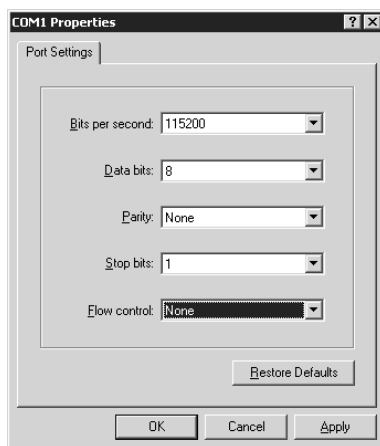 COM1 Properties
Port Settings
Bits per second: 115200
Data bits: 8
Parity: None
Stop bits: 1
Flow control: None
Restore Defaults
OK Cancel Apply